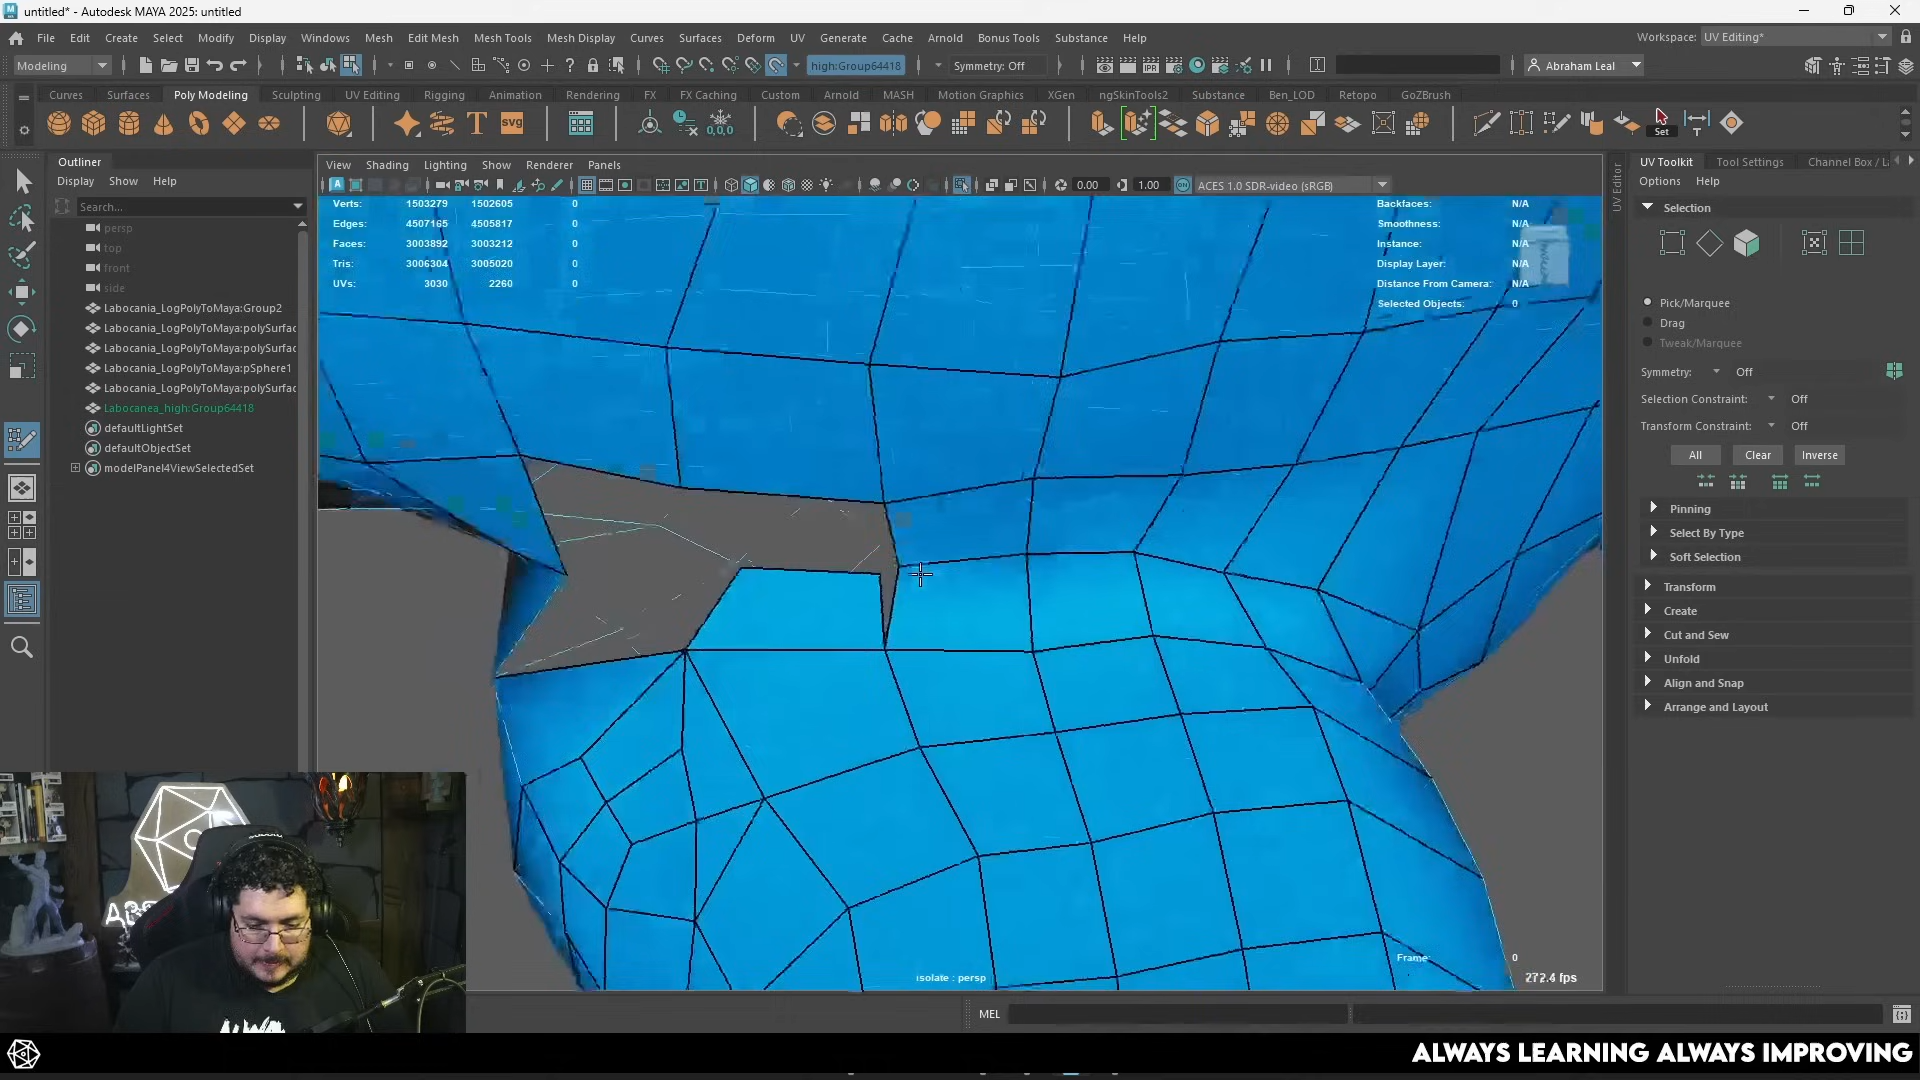 untitled* - Autodesk MAYA 2025: untitled
File Edit Create Select Modify Display Windows Mesh Edit Mesh Mesh Tools Mesh Display Curves Surfaces Deform UV Generate Cache Arnold Bonus Tools Substance Help
Workspace: UV Editing*
Modeling
high:Group64418
Symmetry: Off
Abraham Leal
Curves Surfaces Poly Modeling Sculpting UV Editing Rigging Animation Rendering FX FX Caching Custom Arnold MASH Motion Graphics XGen ngSkinTools2 Substance Ben_LOD Retopo GoZBrush
SVG
0,0,0
IPR
Set
Outliner
Display Show Help
Search...
persp
top
front
side
Labocania_LogPolyToMaya:Group2
Labocania_LogPolyToMaya:polySurfac
Labocania_LogPolyToMaya:polySurfac
Labocania_LogPolyToMaya:pSphere1
Labocania_LogPolyToMaya:polySurfac
Labocanea_high:Group64418
defaultLightSet
defaultObjectSet
modelPanel4ViewSelectedSet
View Shading Lighting Show Renderer Panels
0.00
1.00
ACES 1.0 SDR-video (sRGB)
Verts: 1503279 1502605 0
Edges: 4507165 4505817 0
Faces: 3003892 3003212 0
Tris: 3006304 3005020 0
UVs: 3030 2260 0
Backfaces: N/A
Smoothness: N/A
Instance: N/A
Display Layer: N/A
Distance From Camera: N/A
Selected Objects: 0
isolate : persp
Frame: 0
272.4 fps
UV Editor
UV Toolkit Tool Settings Channel Box / La
Options Help
Selection
Pick/Marquee
Drag
Tweak/Marquee
Symmetry: Off
Selection Constraint: Off
Transform Constraint: Off
All Clear Inverse
Pinning
Select By Type
Soft Selection
Transform
Create
Cut and Sew
Unfold
Align and Snap
Arrange and Layout
MEL
ALWAYS LEARNING ALWAYS IMPROVING